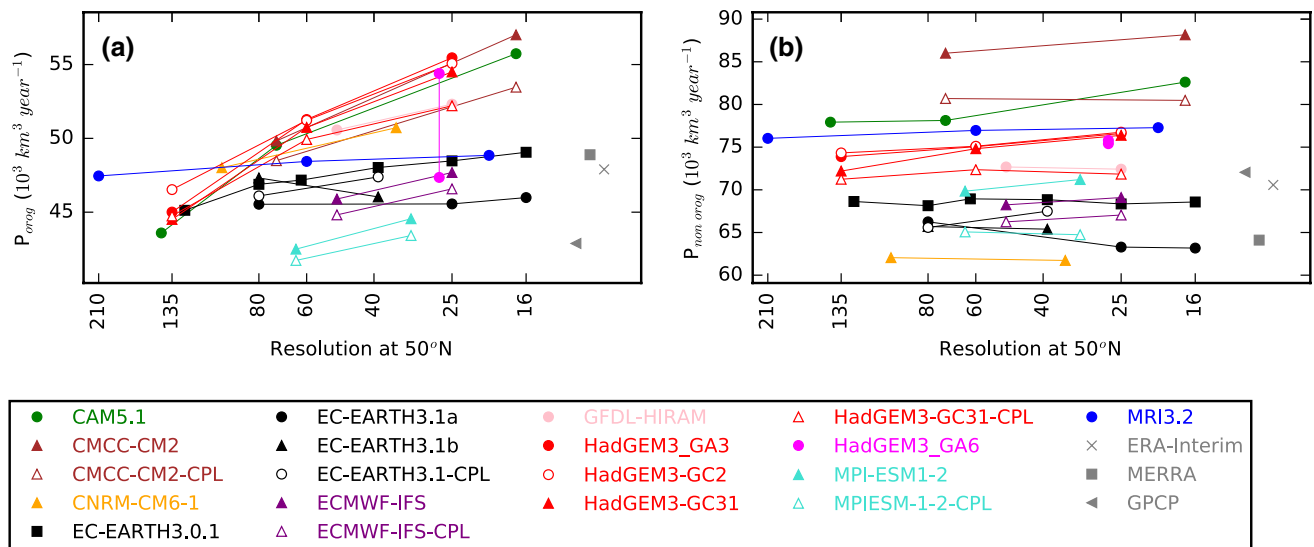 (a)
P_orog (10^3 km^3 year^-1)
55
50
45
210
135
80
60
40
25
16
Resolution at 50°N
(b)
P_non orog (10^3 km^3 year^-1)
90
85
80
75
70
65
60
210
135
80
60
40
25
16
Resolution at 50°N
CAM5.1
CMCC-CM2
CMCC-CM2-CPL
CNRM-CM6-1
EC-EARTH3.0.1
EC-EARTH3.1a
EC-EARTH3.1b
EC-EARTH3.1-CPL
ECMWF-IFS
ECMWF-IFS-CPL
GFDL-HIRAM
HadGEM3_GA3
HadGEM3-GC2
HadGEM3-GC31
HadGEM3-GC31-CPL
HadGEM3_GA6
MPI-ESM1-2
MPIESM-1-2-CPL
MRI3.2
ERA-Interim
MERRA
GPCP